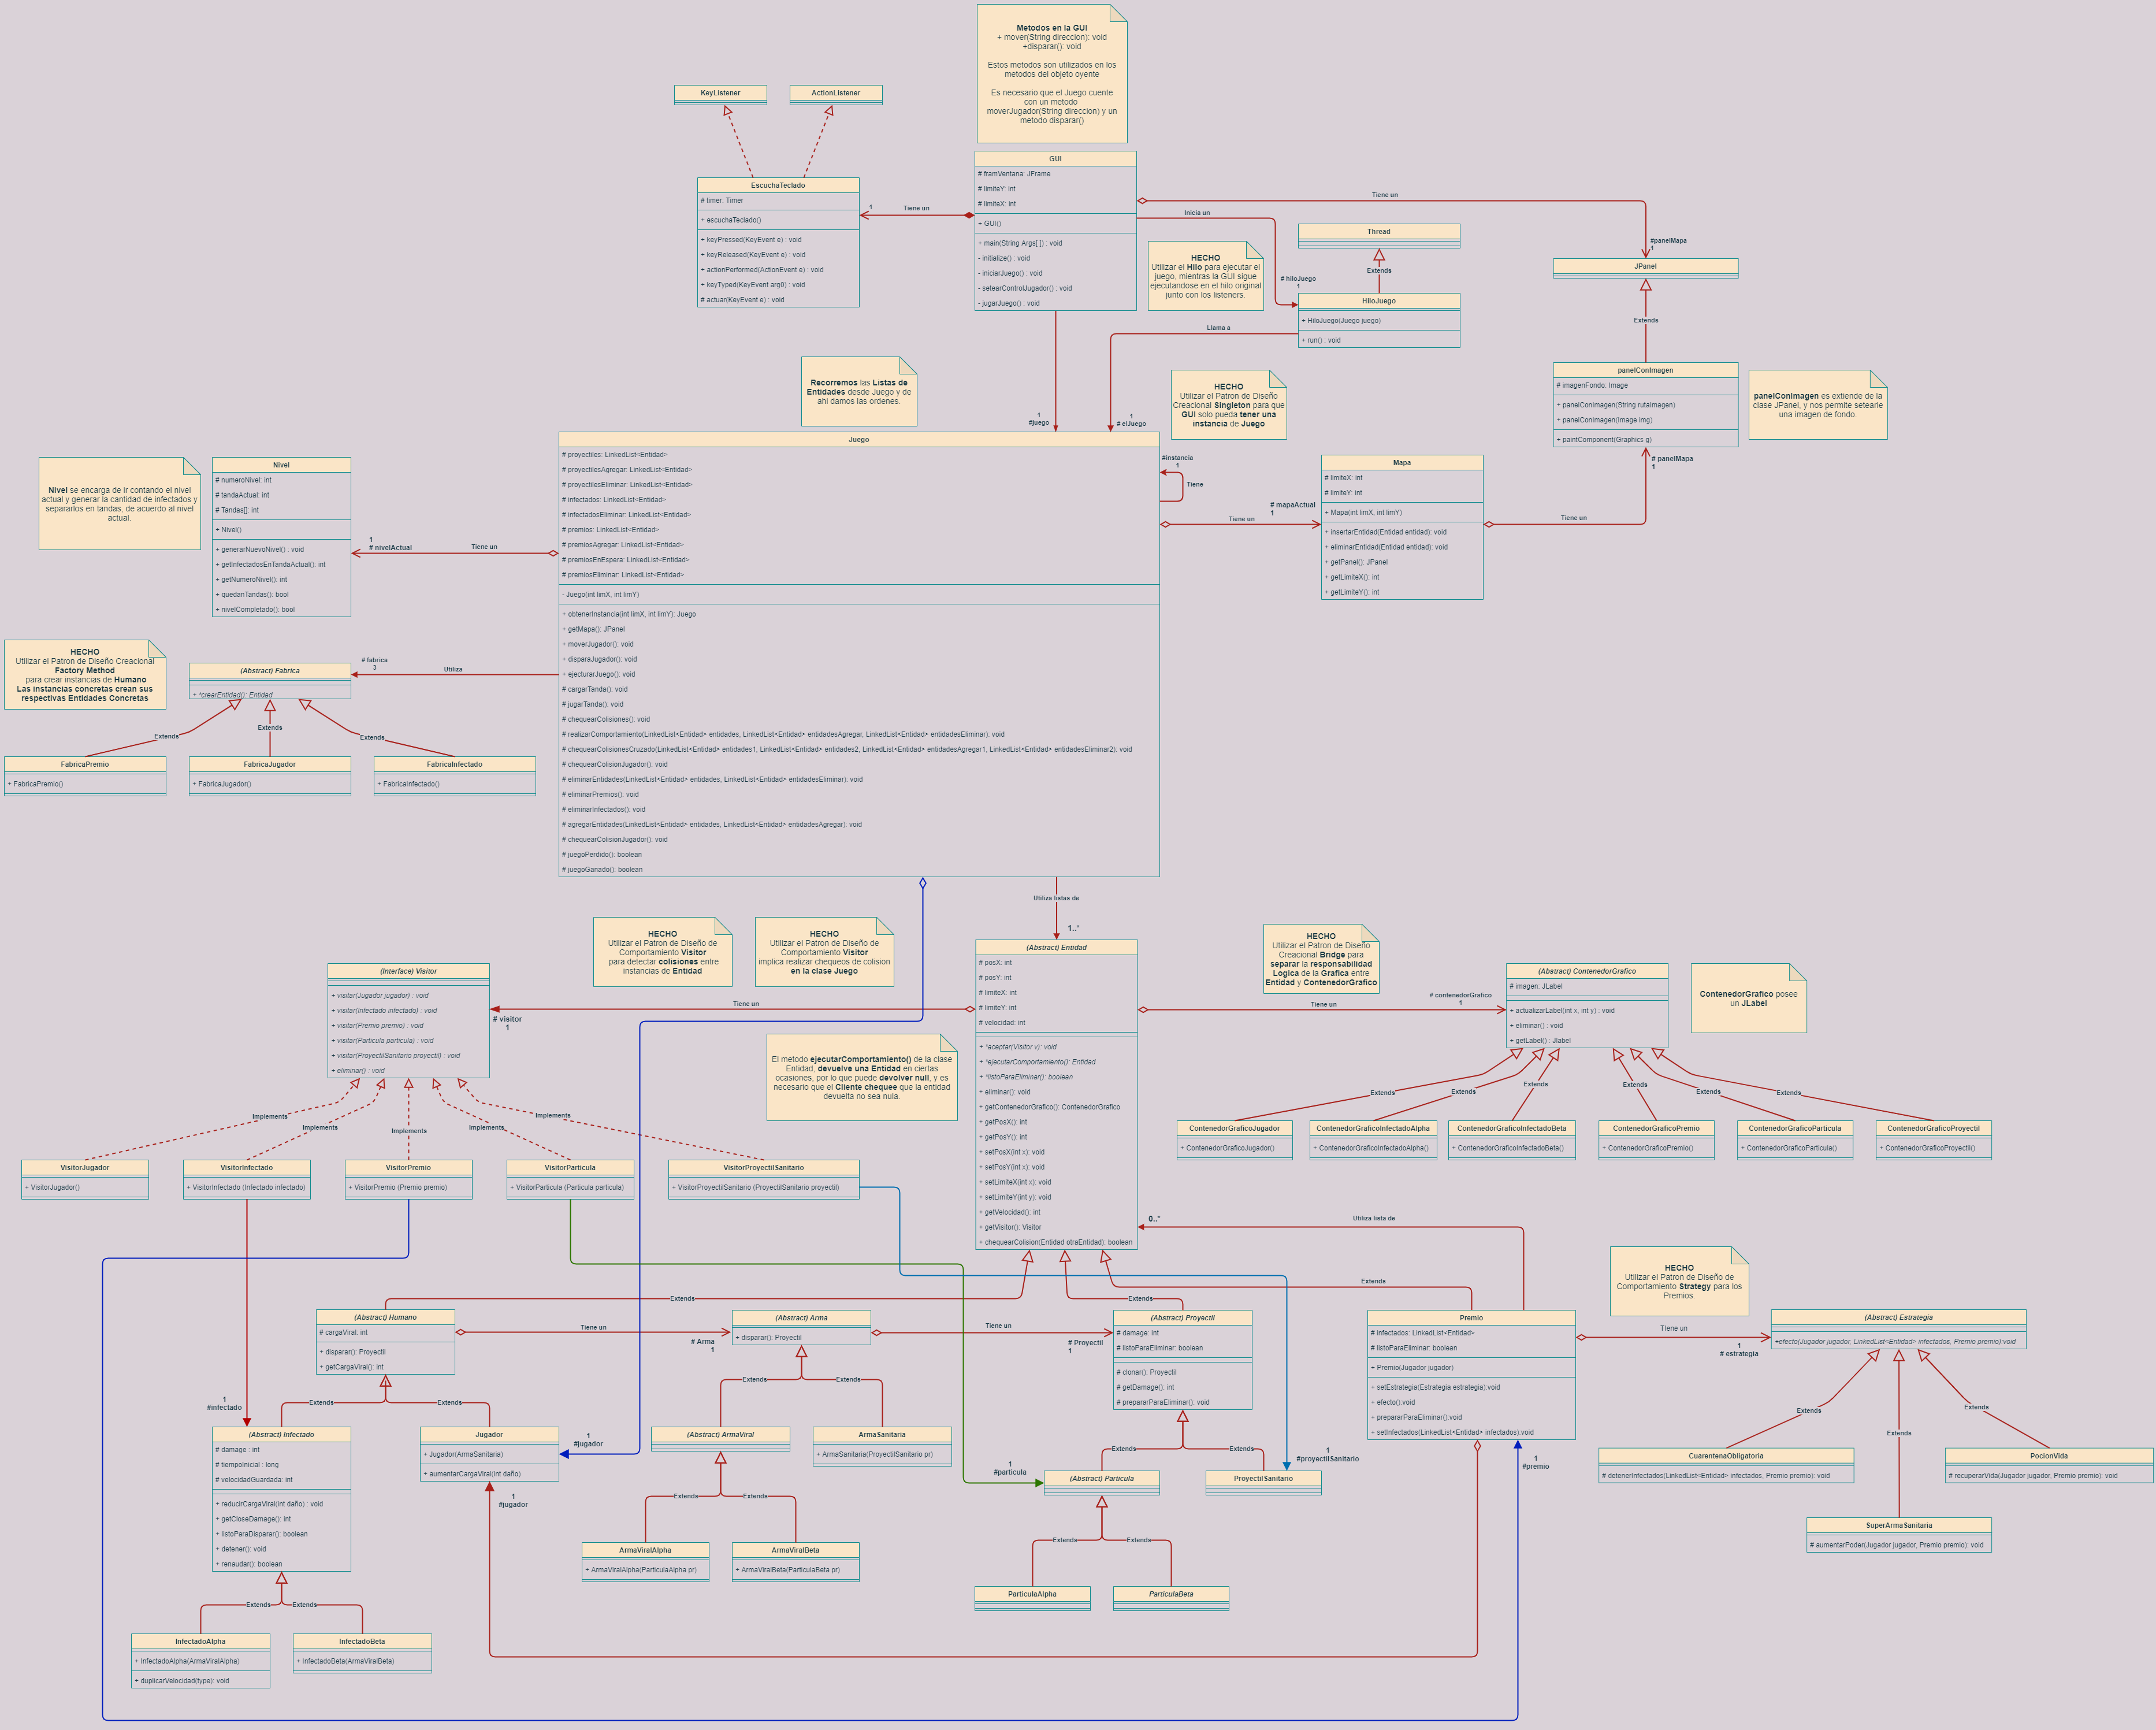 Metodos en la GUI
+ mover(String direccion): void
+disparar(): void
Estos metodos son utilizados en los
metodos del objeto oyente
Es necesario que el Juego cuente
con un metodo
moverJugador(String direccion) y un
metodo disparar()
KeyListener
ActionListener
EscuchaTeclado
# timer: Timer
+ escuchaTeclado()
+ keyPressed(KeyEvent e) : void
+ keyReleased(KeyEvent e) : void
+ actionPerformed(ActionEvent e) : void
+ keyTyped(KeyEvent arg0) : void
# actuar(KeyEvent e) : void
1
Tiene un
GUI
# framVentana: JFrame
# limiteY: int
# limiteX: int
+ GUI()
+ main(String Args[ ]) : void
- initialize() : void
- iniciarJuego() : void
- setearControlJugador() : void
- jugarJuego() : void
Tiene un
Inicia un
#panelMapa
1
HECHO
Utilizar el Hilo para ejecutar el
juego, mientras la GUI sigue
ejecutandose en el hilo original
junto con los listeners.
Thread
Extends
# hiloJuego
1
HiloJuego
+ HiloJuego(Juego juego)
+ run() : void
Llama a
JPanel
Extends
panelConImagen
# imagenFondo: Image
+ panelConImagen(String rutaImagen)
+ panelConImagen(Image img)
+ paintComponent(Graphics g)
panelConImagen es extiende de la
clase JPanel, y nos permite setearle
una imagen de fondo.
Recorremos las Listas de
Entidades desde Juego y de
ahi damos las ordenes.
1
#juego
1
# elJuego
HECHO
Utilizar el Patron de Diseño
Creacional Singleton para que
GUI solo pueda tener una
instancia de Juego
Nivel se encarga de ir contando el nivel
actual y generar la cantidad de infectados y
separarlos en tandas, de acuerdo al nivel
actual.
Nivel
# numeroNivel: int
# tandaActual: int
# Tandas[]: int
+ Nivel()
+ generarNuevoNivel() : void
+ getInfectadosEnTandaActual(): int
+ getNumeroNivel(): int
+ quedanTandas(): bool
+ nivelCompletado(): bool
1
# nivelActual
Tiene un
Juego
# proyectiles: LinkedList<Entidad>
# proyectilesAgregar: LinkedList<Entidad>
# proyectilesEliminar: LinkedList<Entidad>
# infectados: LinkedList<Entidad>
# infectadosEliminar: LinkedList<Entidad>
# premios: LinkedList<Entidad>
# premiosAgregar: LinkedList<Entidad>
# premiosEnEspera: LinkedList<Entidad>
# premiosEliminar: LinkedList<Entidad>
- Juego(int limX, int limY)
+ obtenerInstancia(int limX, int limY): Juego
+ getMapa(): JPanel
+ moverJugador(): void
+ disparaJugador(): void
+ ejecturarJuego(): void
# cargarTanda(): void
# jugarTanda(): void
# chequearColisiones(): void
# realizarComportamiento(LinkedList<Entidad> entidades, LinkedList<Entidad> entidadesAgregar, LinkedList<Entidad> entidadesEliminar): void
# chequearColisionesCruzado(LinkedList<Entidad> entidades1, LinkedList<Entidad> entidades2, LinkedList<Entidad> entidadesAgregar1, LinkedList<Entidad> entidadesEliminar2): void
# chequearColisionJugador(): void
# eliminarEntidades(LinkedList<Entidad> entidades, LinkedList<Entidad> entidadesEliminar): void
# eliminarPremios(): void
# eliminarInfectados(): void
# agregarEntidades(LinkedList<Entidad> entidades, LinkedList<Entidad> entidadesAgregar): void
# chequearColisionJugador(): void
# juegoPerdido(): boolean
# juegoGanado(): boolean
#instancia
1
Tiene
# mapaActual
1
Tiene un
Mapa
# limiteX: int
# limiteY: int
+ Mapa(int limX, int limY)
+ insertarEntidad(Entidad entidad): void
+ eliminarEntidad(Entidad entidad): void
+ getPanel(): JPanel
+ getLimiteX(): int
+ getLimiteY(): int
Tiene un
# panelMapa
1
HECHO
Utilizar el Patron de Diseño Creacional
Factory Method
para crear instancias de Humano
Las instancias concretas crean sus
respectivas Entidades Concretas
(Abstract) Fabrica
+ *crearEntidad(): Entidad
# fabrica
3
Utiliza
Extends
Extends
Extends
FabricaPremio
+ FabricaPremio()
FabricaJugador
+ FabricaJugador()
FabricaInfectado
+ FabricaInfectado()
Utiliza listas de
1..*
HECHO
Utilizar el Patron de Diseño de
Comportamiento Visitor
para detectar colisiones entre
instancias de Entidad
HECHO
Utilizar el Patron de Diseño de
Comportamiento Visitor
implica realizar chequeos de colision
en la clase Juego
HECHO
Utilizar el Patron de Diseño
Creacional Bridge para
separar la responsabilidad
Logica de la Grafica entre
Entidad y ContenedorGrafico
(Interface) Visitor
+ visitar(Jugador jugador) : void
+ visitar(Infectado infectado) : void
+ visitar(Premio premio) : void
+ visitar(Particula particula) : void
+ visitar(ProyectilSanitario proyectil) : void
+ eliminar() : void
# visitor
1
Tiene un
El metodo ejecutarComportamiento() de la clase
Entidad, devuelve una Entidad en ciertas
ocasiones, por lo que puede devolver null, y es
necesario que el Cliente chequee que la entidad
devuelta no sea nula.
(Abstract) Entidad
# posX: int
# posY: int
# limiteX: int
# limiteY: int
# velocidad: int
+ *aceptar(Visitor v): void
+ *ejecutarComportamiento(): Entidad
+ *listoParaEliminar(): boolean
+ eliminar(): void
+ getContenedorGrafico(): ContenedorGrafico
+ getPosX(): int
+ getPosY(): int
+ setPosX(int x): void
+ setPosY(int x): void
+ setLimiteX(int x): void
+ setLimiteY(int y): void
+ getVelocidad(): int
+ getVisitor(): Visitor
+ chequearColision(Entidad otraEntidad): boolean
Tiene un
# contenedorGrafico
1
(Abstract) ContenedorGrafico
# imagen: JLabel
+ actualizarLabel(int x, int y) : void
+ eliminar() : void
+ getLabel() : Jlabel
ContenedorGrafico posee
un JLabel
Extends
Extends
Extends
Extends
Extends
Extends
ContenedorGraficoJugador
+ ContenedorGraficoJugador()
ContenedorGraficoInfectadoAlpha
+ ContenedorGraficoInfectadoAlpha()
ContenedorGraficoInfectadoBeta
+ ContenedorGraficoInfectadoBeta()
ContenedorGraficoPremio
+ ContenedorGraficoPremio()
ContenedorGraficoParticula
+ ContenedorGraficoParticula()
ContenedorGraficoProyectil
+ ContenedorGraficoProyectil()
Implements
Implements
Implements
Implements
Implements
VisitorJugador
+ VisitorJugador()
VisitorInfectado
+ VisitorInfectado (Infectado infectado)
VisitorPremio
+ VisitorPremio (Premio premio)
VisitorParticula
+ VisitorParticula (Particula particula)
VisitorProyectilSanitario
+ VisitorProyectilSanitario (ProyectilSanitario proyectil)
0..*
Utiliza lista de
Extends
Extends
Extends
HECHO
Utilizar el Patron de Diseño de
Comportamiento Strategy para los
Premios.
(Abstract) Humano
# cargaViral: int
+ disparar(): Proyectil
+ getCargaViral(): int
Tiene un
# Arma
1
(Abstract) Arma
+ disparar(): Proyectil
Tiene un
# Proyectil
1
(Abstract) Proyectil
# damage: int
# listoParaEliminar: boolean
# clonar(): Proyectil
# getDamage(): int
# prepararParaEliminar(): void
Premio
# infectados: LinkedList<Entidad>
# listoParaEliminar: boolean
+ Premio(Jugador jugador)
+ setEstrategia(Estrategia estrategia):void
+ efecto():void
+ prepararParaEliminar():void
+ setInfectados(LinkedList<Entidad> infectados):void
TIene un
1
# estrategia
(Abstract) Estrategia
+efecto(Jugador jugador, LinkedList<Entidad> infectados, Premio premio):void
Extends
Extends
Extends
CuarentenaObligatoria
# detenerInfectados(LinkedList<Entidad> infectados, Premio premio): void
PocionVida
# recuperarVida(Jugador jugador, Premio premio): void
SuperArmaSanitaria
# aumentarPoder(Jugador jugador, Premio premio): void
1
#infectado
Extends
Extends
(Abstract) Infectado
# damage : int
# tiempoInicial : long
# velocidadGuardada: int
+ reducirCargaViral(int daño) : void
+ getCloseDamage(): int
+ listoParaDisparar(): boolean
+ detener(): void
+ renaudar(): boolean
Jugador
+ Jugador(ArmaSanitaria)
+ aumentarCargaViral(int daño)
1
#jugador
1
#jugador
Extends
Extends
(Abstract) ArmaViral
ArmaSanitaria
+ ArmaSanitaria(ProyectilSanitario pr)
Extends
Extends
ArmaViralAlpha
+ ArmaViralAlpha(ParticulaAlpha pr)
ArmaViralBeta
+ ArmaViralBeta(ParticulaBeta pr)
Extends
Extends
1
#particula
(Abstract) Particula
ProyectilSanitario
1
#proyectilSanitario
1
#premio
Extends
Extends
ParticulaAlpha
ParticulaBeta
Extends
Extends
InfectadoAlpha
+ InfectadoAlpha(ArmaViralAlpha)
+ duplicarVelocidad(type): void
InfectadoBeta
+ InfectadoBeta(ArmaViralBeta)